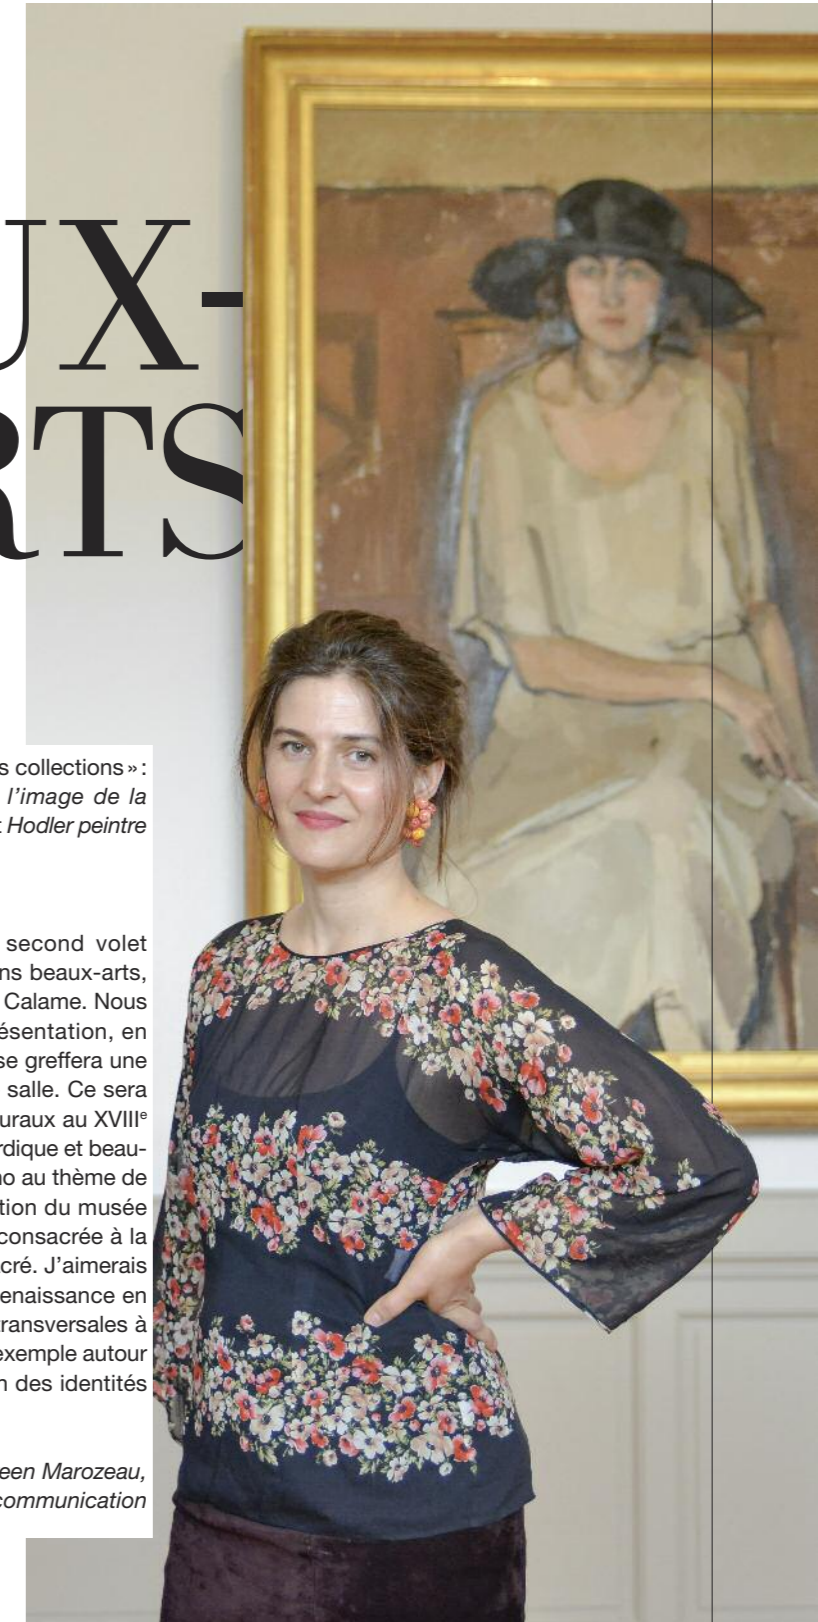 UX-
RTS
s collections » :
l'image de la
t Hodler peintre
second volet
ns beaux-arts,
Calame. Nous
résentation, en
se greffera une
salle. Ce sera
uraux au XVIIIe
rdique et beau-
no au thème de
tion du musée
consacrée à la
cré. J'aimerais
enaissance en
transversales à
exemple autour
n des identités
een Marozeau,
communication